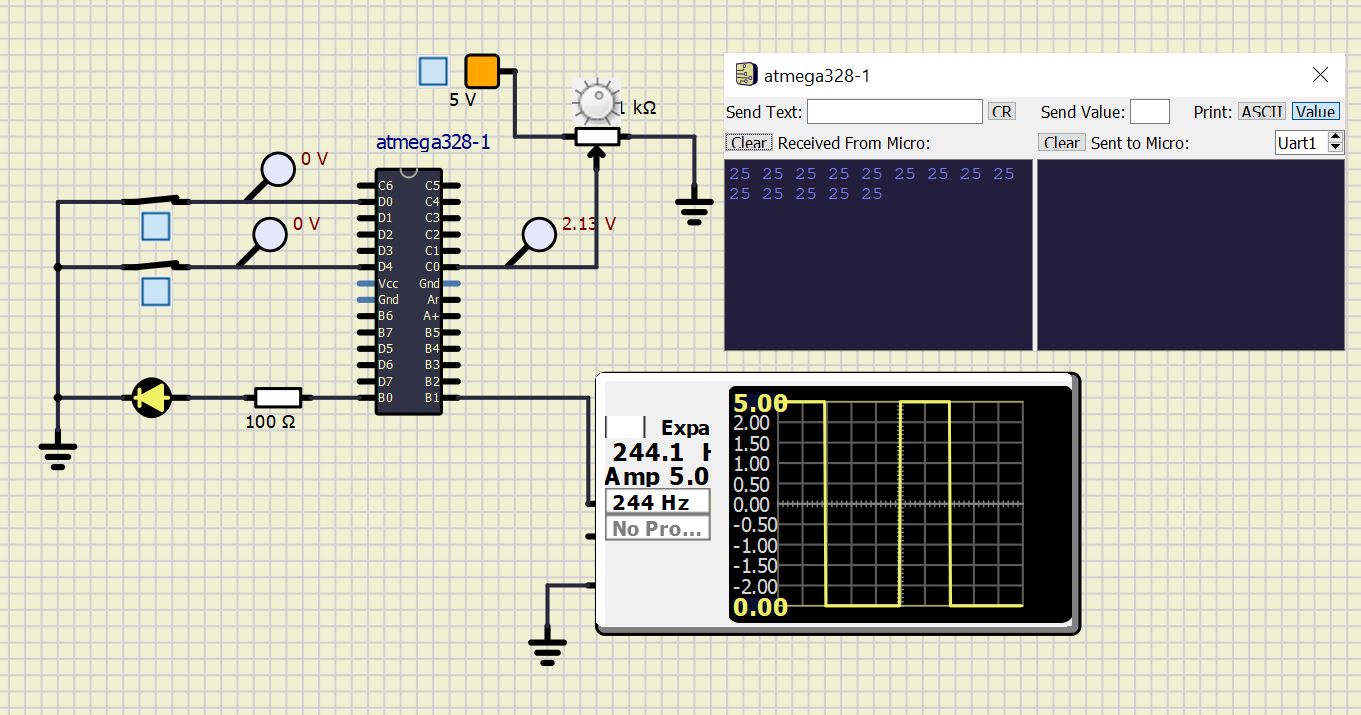 5 V
1 kΩ
atmega328-1
0 V
0 V
2.13 V
C6 C5
D0 C4
D1 C3
D2 C2
D3 C1
D4 C0
Vcc Gnd
Gnd Ar
B6 A+
B7 B5
D5 B4
D6 B3
D7 B2
B0 B1
100 Ω
atmega328-1
Send Text: CR Send Value: Print: ASCII Value
Clear Received From Micro: Clear Sent to Micro: Uart1
25 25 25 25 25 25 25 25 25
25 25 25 25 25
Expa
244.1
Amp 5.0
244 Hz
No Pro...
5.00
2.00
1.50
1.00
0.50
0.00
-0.50
-1.00
-1.50
-2.00
0.00